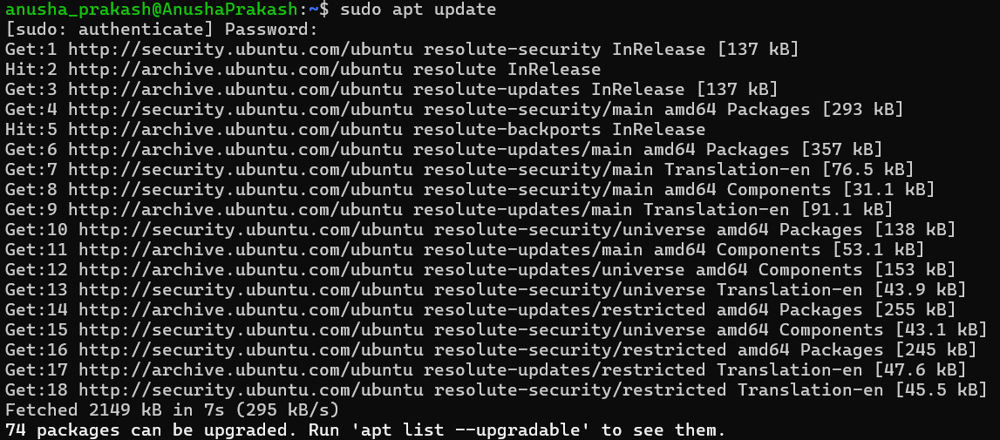 anusha_prakash@AnushaPrakash:~$ sudo apt update
[sudo: authenticate] Password:
Get:1 http://security.ubuntu.com/ubuntu resolute-security InRelease [137 kB]
Hit:2 http://archive.ubuntu.com/ubuntu resolute InRelease
Get:3 http://archive.ubuntu.com/ubuntu resolute-updates InRelease [137 kB]
Get:4 http://security.ubuntu.com/ubuntu resolute-security/main amd64 Packages [293 kB]
Hit:5 http://archive.ubuntu.com/ubuntu resolute-backports InRelease
Get:6 http://archive.ubuntu.com/ubuntu resolute-updates/main amd64 Packages [357 kB]
Get:7 http://security.ubuntu.com/ubuntu resolute-security/main Translation-en [76.5 kB]
Get:8 http://security.ubuntu.com/ubuntu resolute-security/main amd64 Components [31.1 kB]
Get:9 http://archive.ubuntu.com/ubuntu resolute-updates/main Translation-en [91.1 kB]
Get:10 http://security.ubuntu.com/ubuntu resolute-security/universe amd64 Packages [138 kB]
Get:11 http://archive.ubuntu.com/ubuntu resolute-updates/main amd64 Components [53.1 kB]
Get:12 http://archive.ubuntu.com/ubuntu resolute-updates/universe amd64 Components [153 kB]
Get:13 http://security.ubuntu.com/ubuntu resolute-security/universe Translation-en [43.9 kB]
Get:14 http://archive.ubuntu.com/ubuntu resolute-updates/restricted amd64 Packages [255 kB]
Get:15 http://security.ubuntu.com/ubuntu resolute-security/universe amd64 Components [43.1 kB]
Get:16 http://security.ubuntu.com/ubuntu resolute-security/restricted amd64 Packages [245 kB]
Get:17 http://archive.ubuntu.com/ubuntu resolute-updates/restricted Translation-en [47.6 kB]
Get:18 http://security.ubuntu.com/ubuntu resolute-security/restricted Translation-en [45.5 kB]
Fetched 2149 kB in 7s (295 kB/s)
74 packages can be upgraded. Run 'apt list --upgradable' to see them.